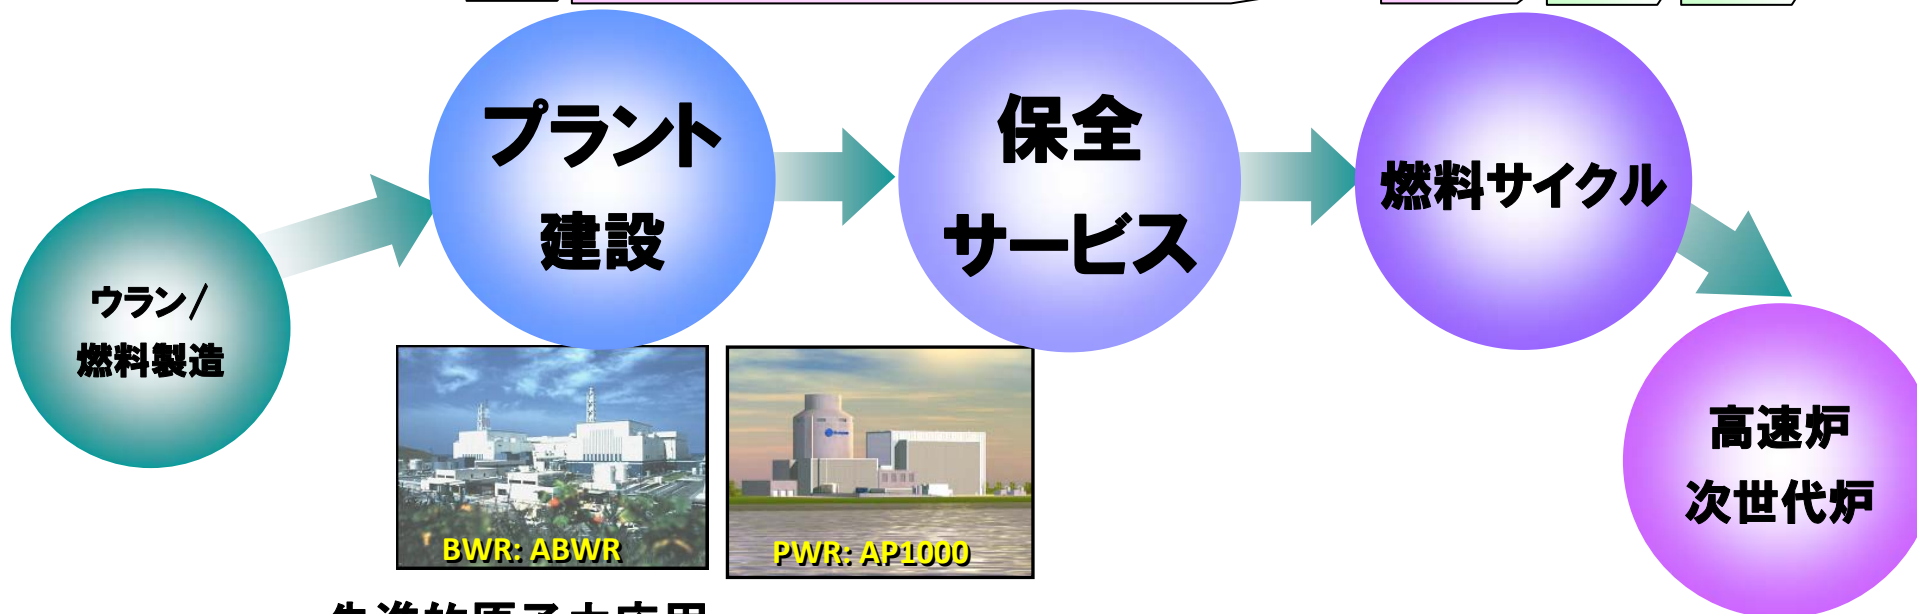 プラント
建設
保全
サービス
燃料サイクル
ウラン/
燃料製造
高速炉
次世代炉
BWR: ABWR
PWR: AP1000